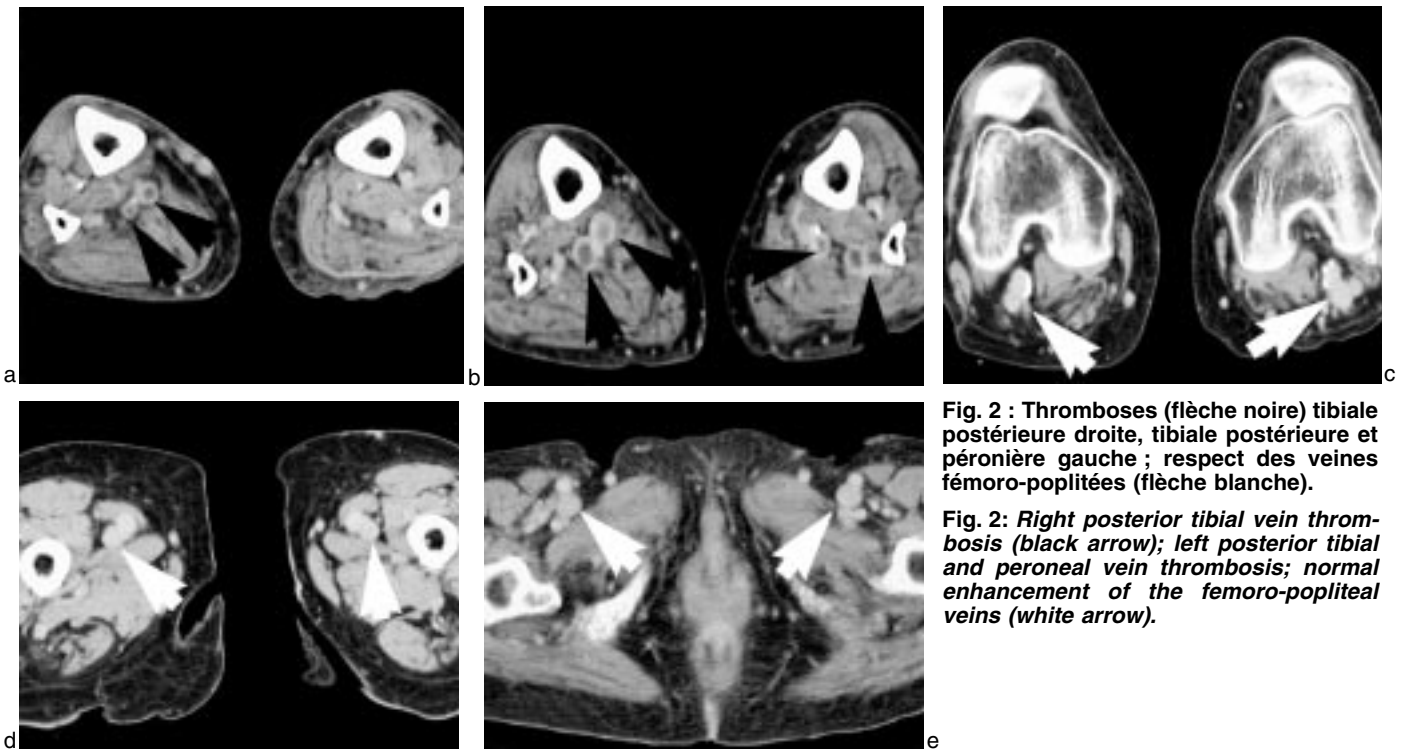 a
b
c
d
e
Fig. 2 : Thromboses (flèche noire) tibiale
postérieure droite, tibiale postérieure et
péronière gauche ; respect des veines
fémoro-poplitées (flèche blanche).
Fig. 2: Right posterior tibial vein throm-
bosis (black arrow); left posterior tibial
and peroneal vein thrombosis; normal
enhancement of the femoro-popliteal
veins (white arrow).